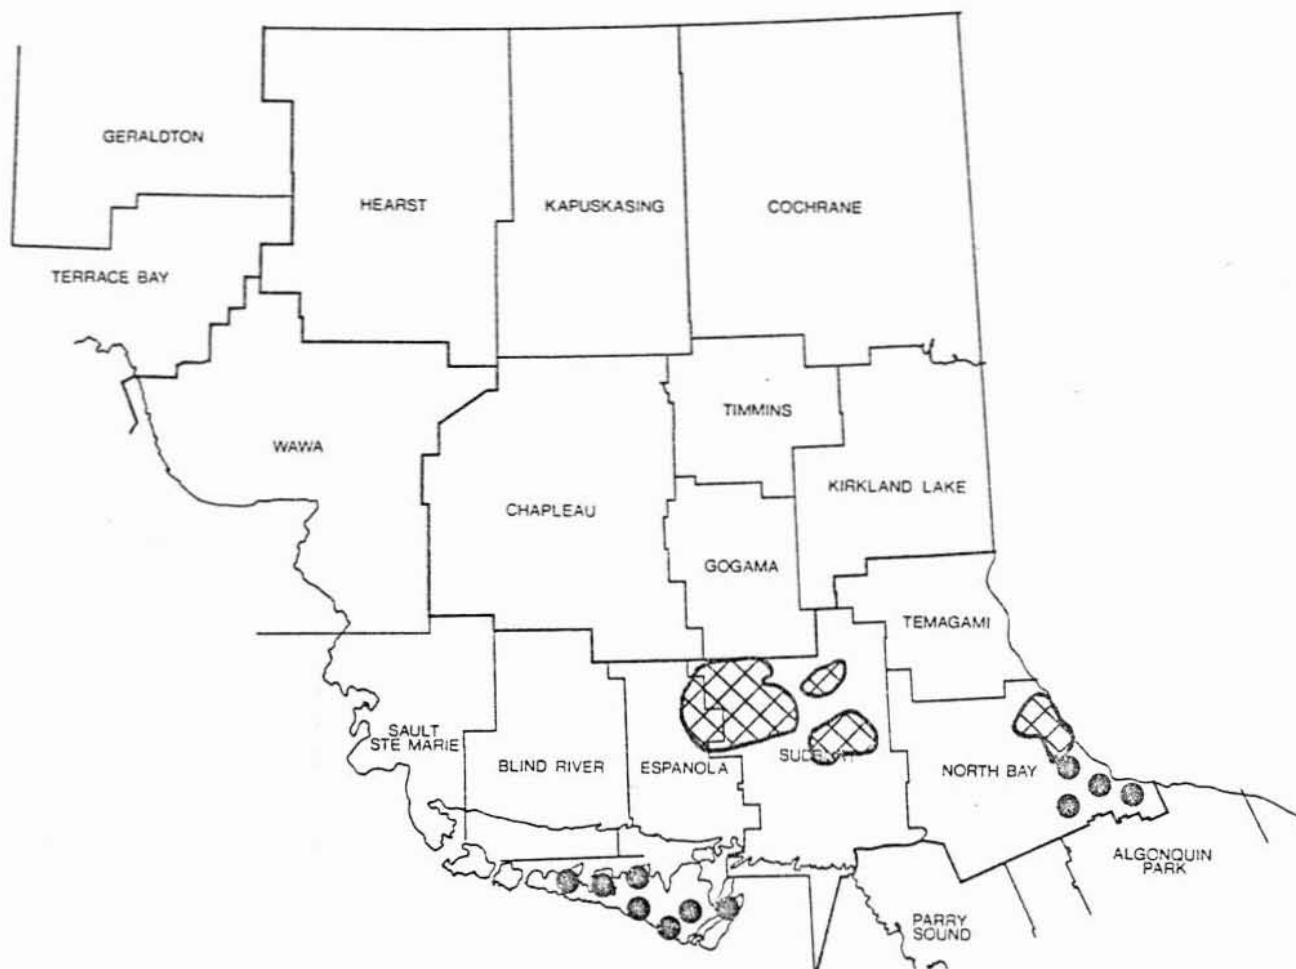 GERALDTON
HEARST
KAPUSKASING
COCHRANE
TERRACE BAY
TIMMINS
WAWA
KIRKLAND LAKE
CHAPLEAU
GOGAMA
TEMAGAMI
SAULT
STE MARIE
BLIND RIVER
ESPANOLA
NORTH BAY
ALGONQUIN
PARK
PARRY
SOUND